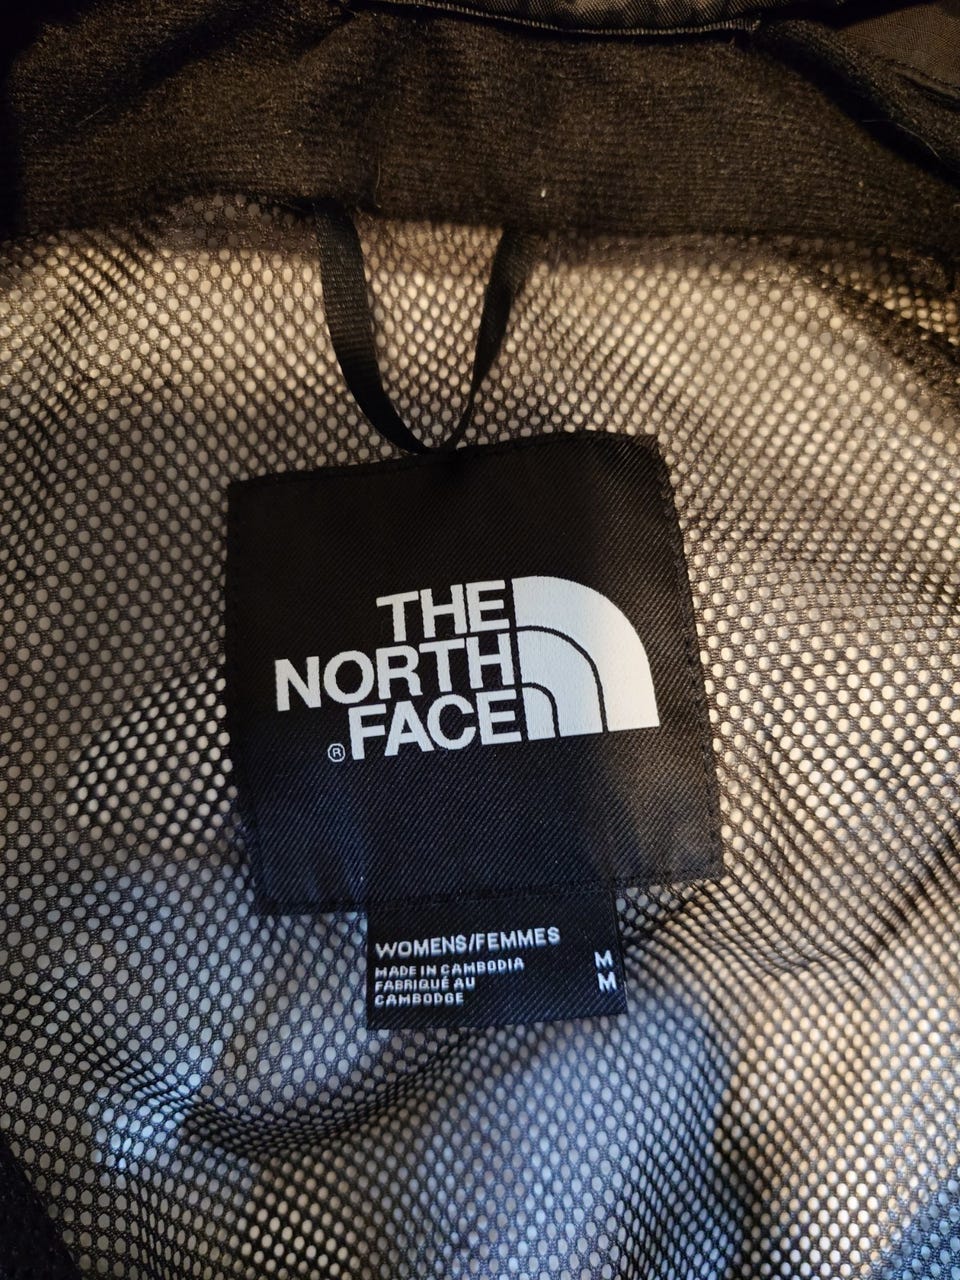 THE
NORTH
FACE
®
WOMENS/FEMMES
MADE IN CAMBODIA
FABRIQUÉ AU
CAMBODGE
M
M